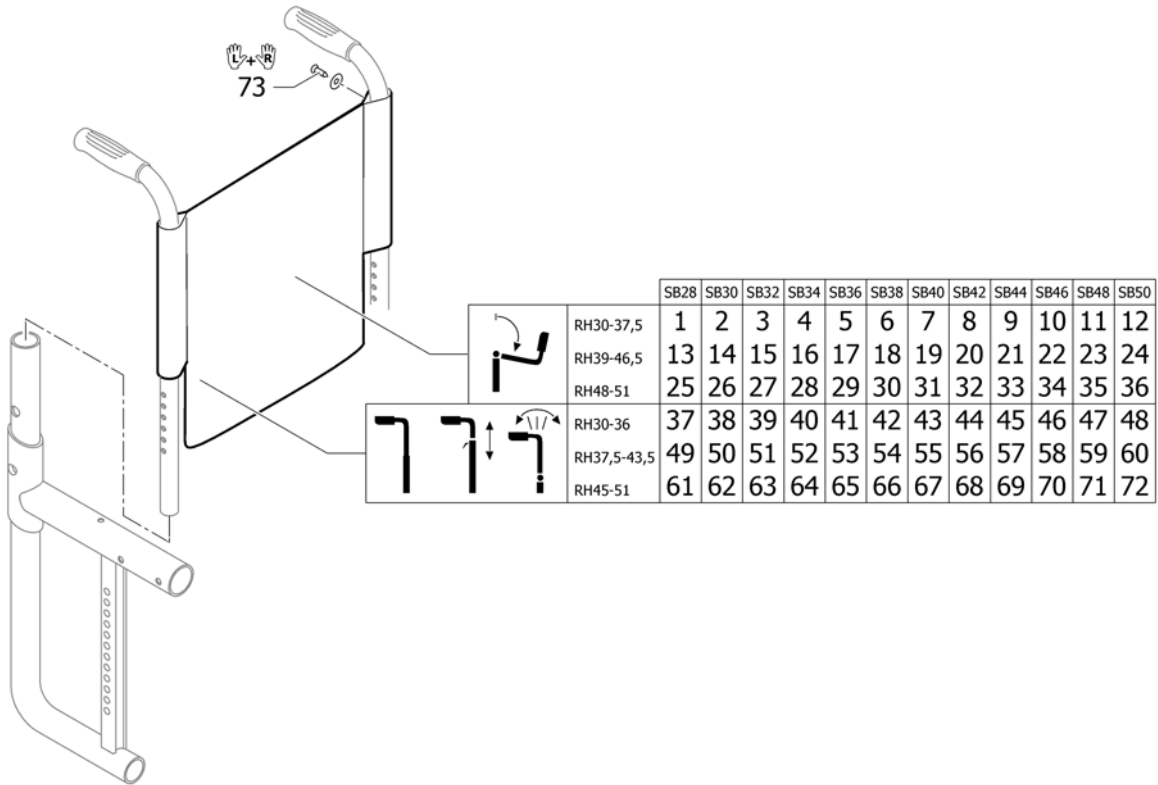 L + R
73
SB28 SB30 SB32 SB34 SB36 SB38 SB40 SB42 SB44 SB46 SB48 SB50
RH30-37,5 1 2 3 4 5 6 7 8 9 10 11 12
RH39-46,5 13 14 15 16 17 18 19 20 21 22 23 24
RH48-51 25 26 27 28 29 30 31 32 33 34 35 36
RH30-36 37 38 39 40 41 42 43 44 45 46 47 48
RH37,5-43,5 49 50 51 52 53 54 55 56 57 58 59 60
RH45-51 61 62 63 64 65 66 67 68 69 70 71 72